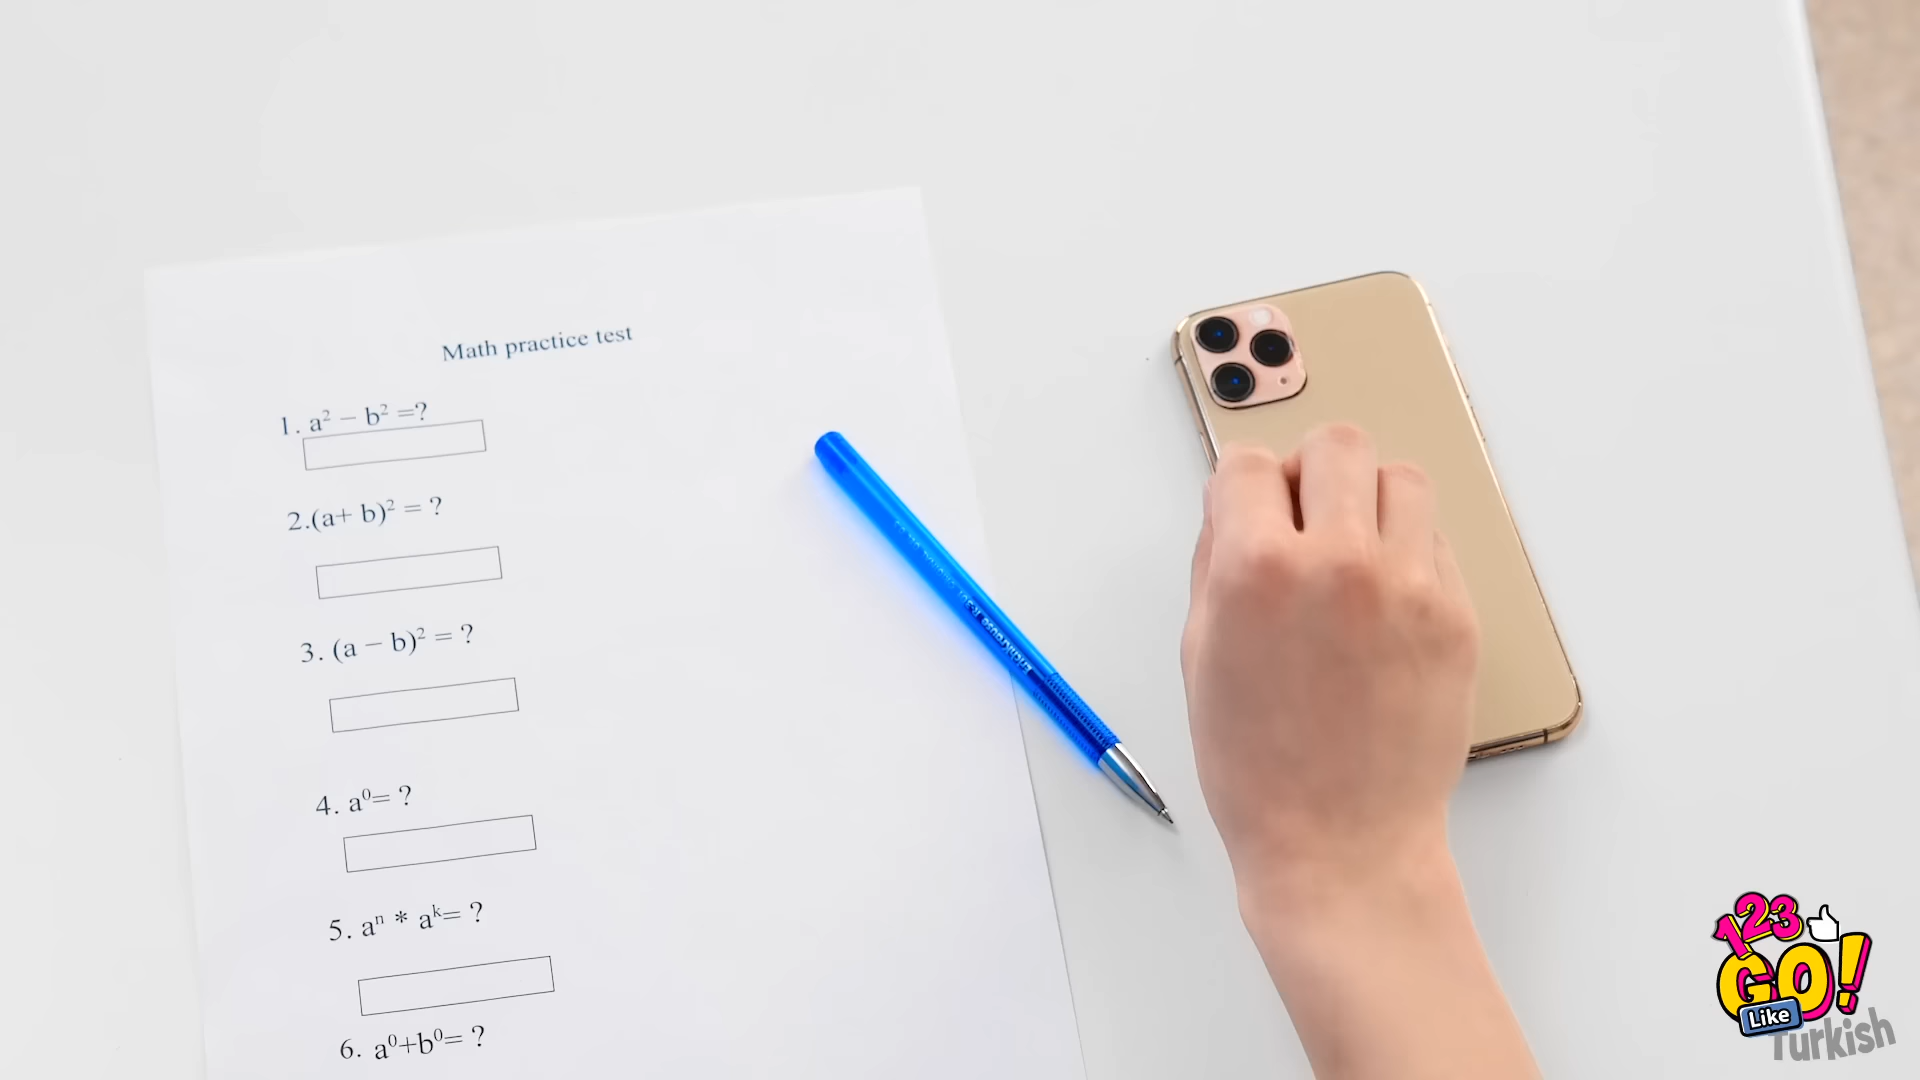 Math practice test
1. a² − b² =?
2.(a+ b)² = ?
3. (a − b)² = ?
4. a⁰= ?
5. aⁿ * aᵏ= ?
6. a⁰+b⁰= ?
ErichKrause
123
GO!
Like
Turkish